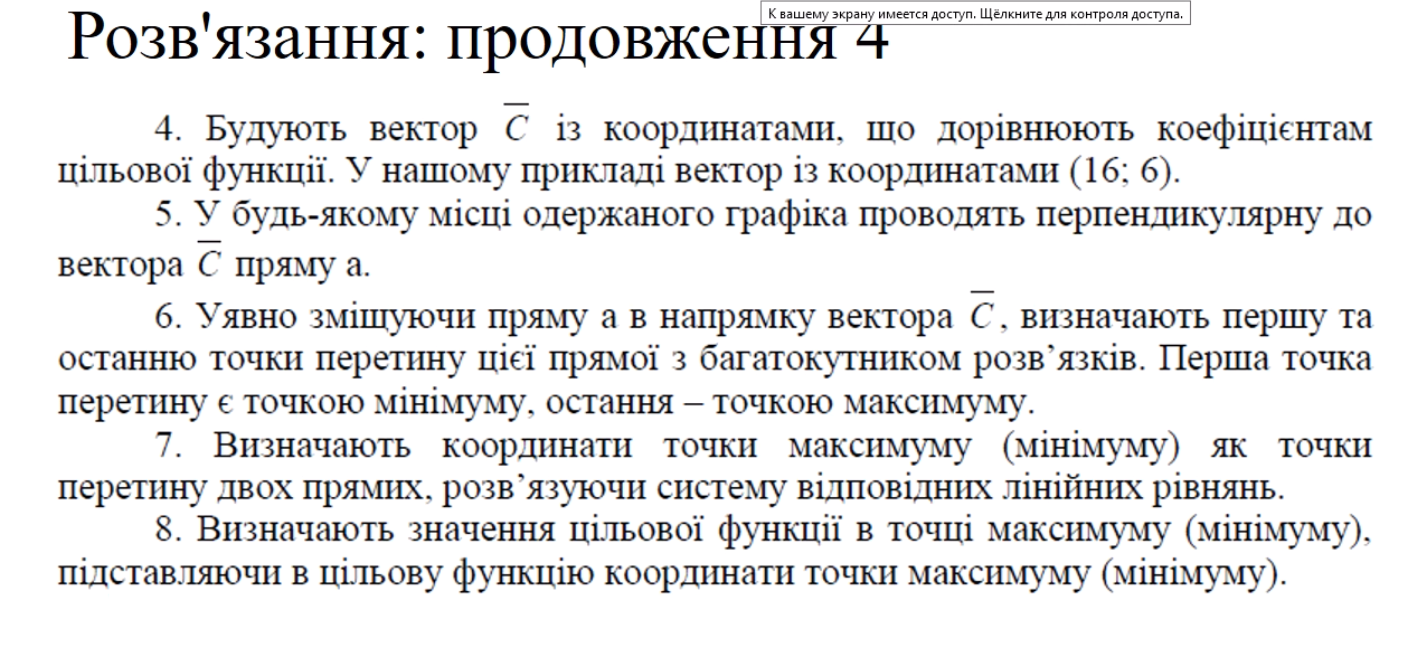 К вашему экрану имеется доступ. Щёлкните для контроля доступа.
Розв'язання: продовження 4
4. Будують вектор C̅ із координатами, що дорівнюють коефіцієнтам
цільової функції. У нашому прикладі вектор із координатами (16; 6).
5. У будь-якому місці одержаного графіка проводять перпендикулярну до
вектора C̅ пряму а.
6. Уявно зміщуючи пряму а в напрямку вектора C̅, визначають першу та
останню точки перетину цієї прямої з багатокутником розв’язків. Перша точка
перетину є точкою мінімуму, остання – точкою максимуму.
7. Визначають координати точки максимуму (мінімуму) як точки
перетину двох прямих, розв’язуючи систему відповідних лінійних рівнянь.
8. Визначають значення цільової функції в точці максимуму (мінімуму),
підставляючи в цільову функцію координати точки максимуму (мінімуму).